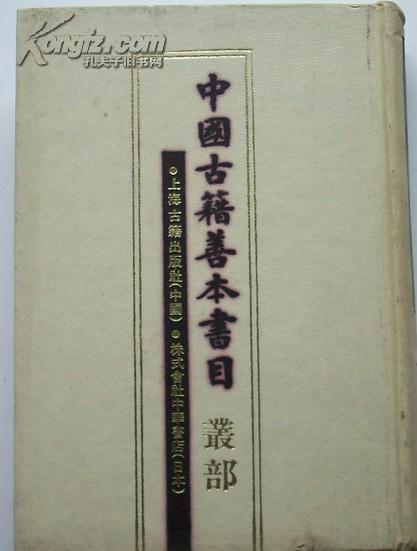 Kongfz.com
孔夫子旧书网
中國古籍善本書目
叢部
●上海古籍出版社(中國)●株式會社中華書店(日本)